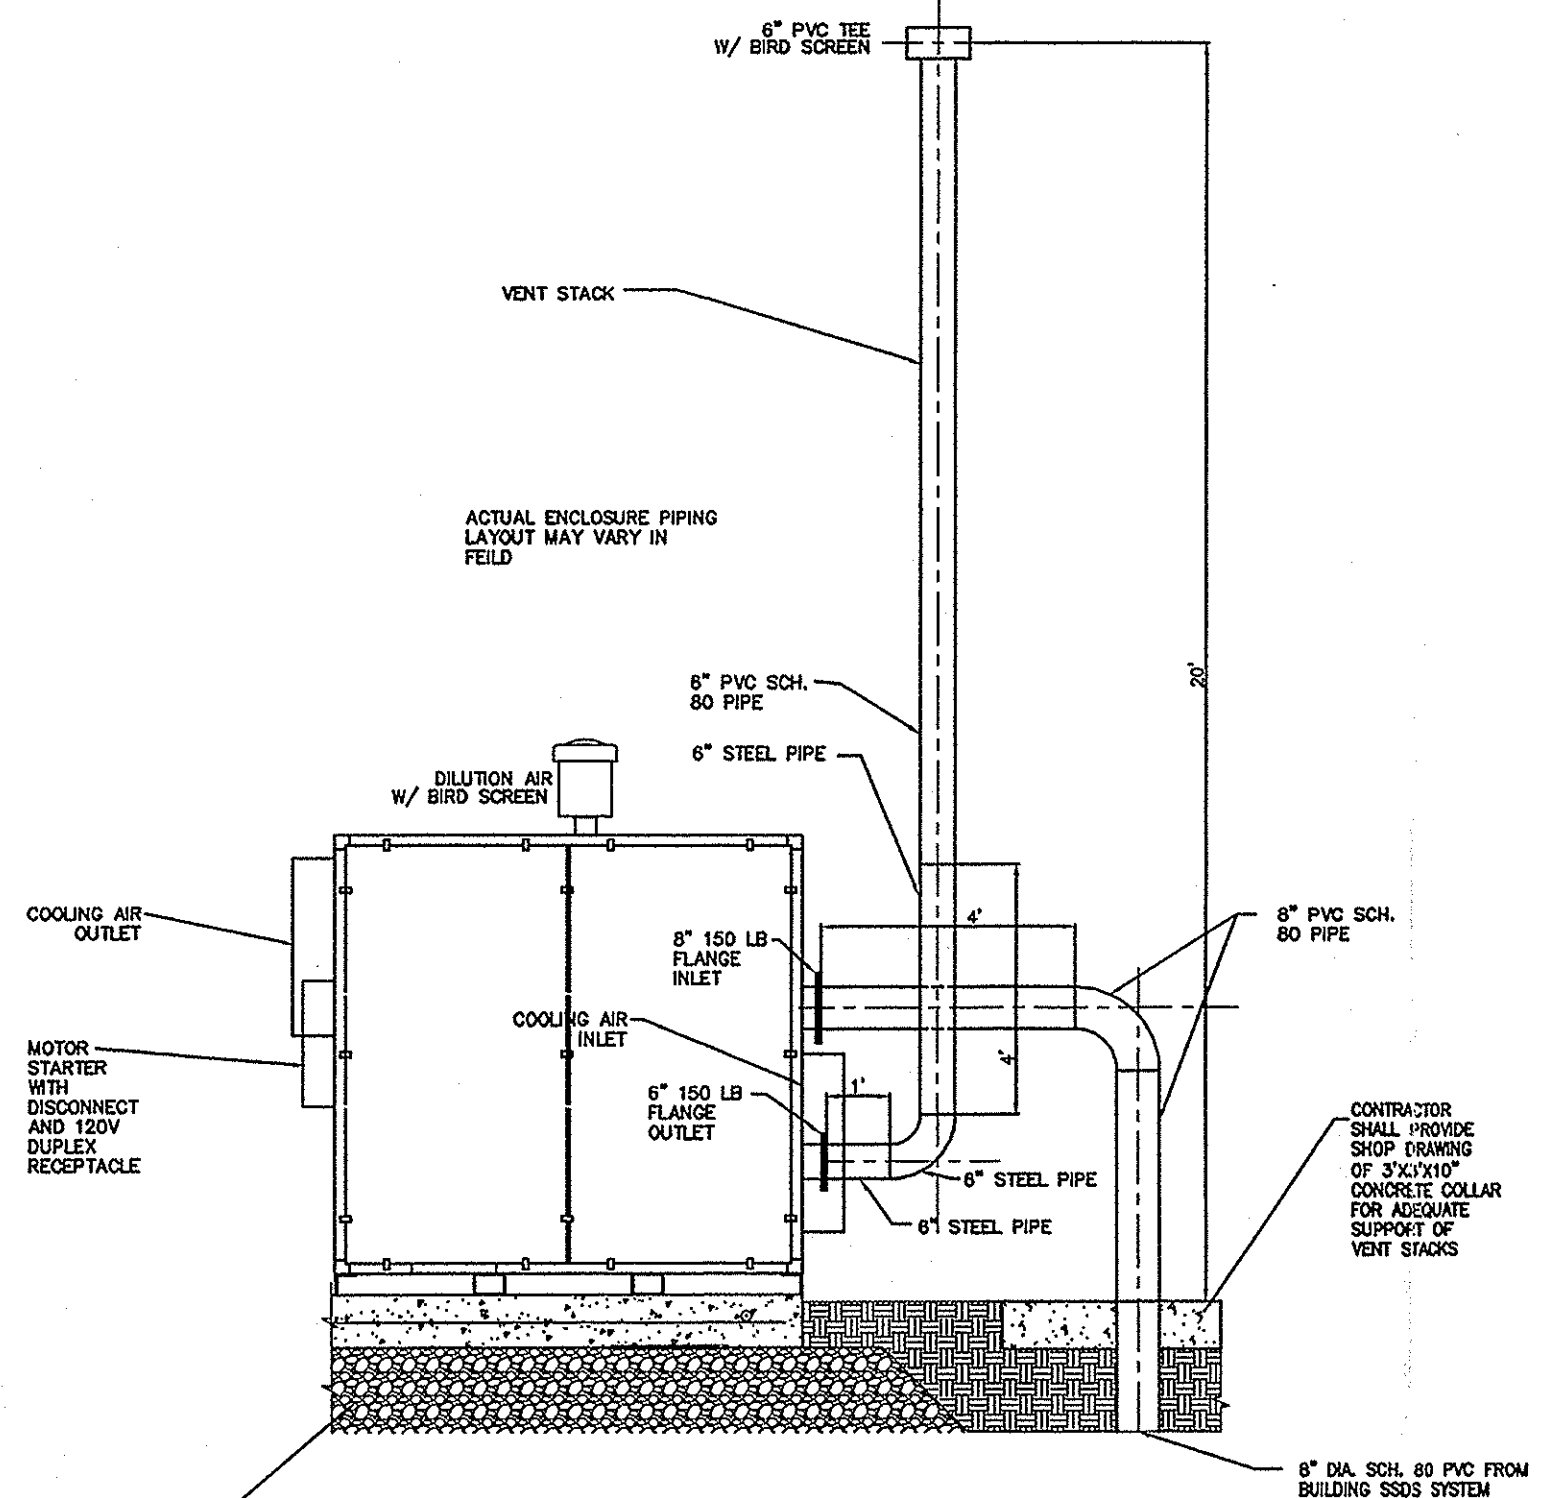 6" PVC TEE
W/ BIRD SCREEN
VENT STACK
ACTUAL ENCLOSURE PIPING
LAYOUT MAY VARY IN
FEILD
20'
6" PVC SCH.
80 PIPE
6" STEEL PIPE
DILUTION AIR
W/ BIRD SCREEN
COOLING AIR
OUTLET
4'
8" PVC SCH.
80 PIPE
8" 150 LB
FLANGE
INLET
COOLING AIR
INLET
4'
MOTOR
STARTER
WITH
DISCONNECT
AND 120V
DUPLEX
RECEPTACLE
1'
6" 150 LB
FLANGE
OUTLET
6" STEEL PIPE
6" STEEL PIPE
CONTRACTOR
SHALL PROVIDE
SHOP DRAWING
OF 3'X3'X10"
CONCRETE COLLAR
FOR ADEQUATE
SUPPORT OF
VENT STACKS
8" DIA. SCH. 80 PVC FROM
BUILDING SSDS SYSTEM